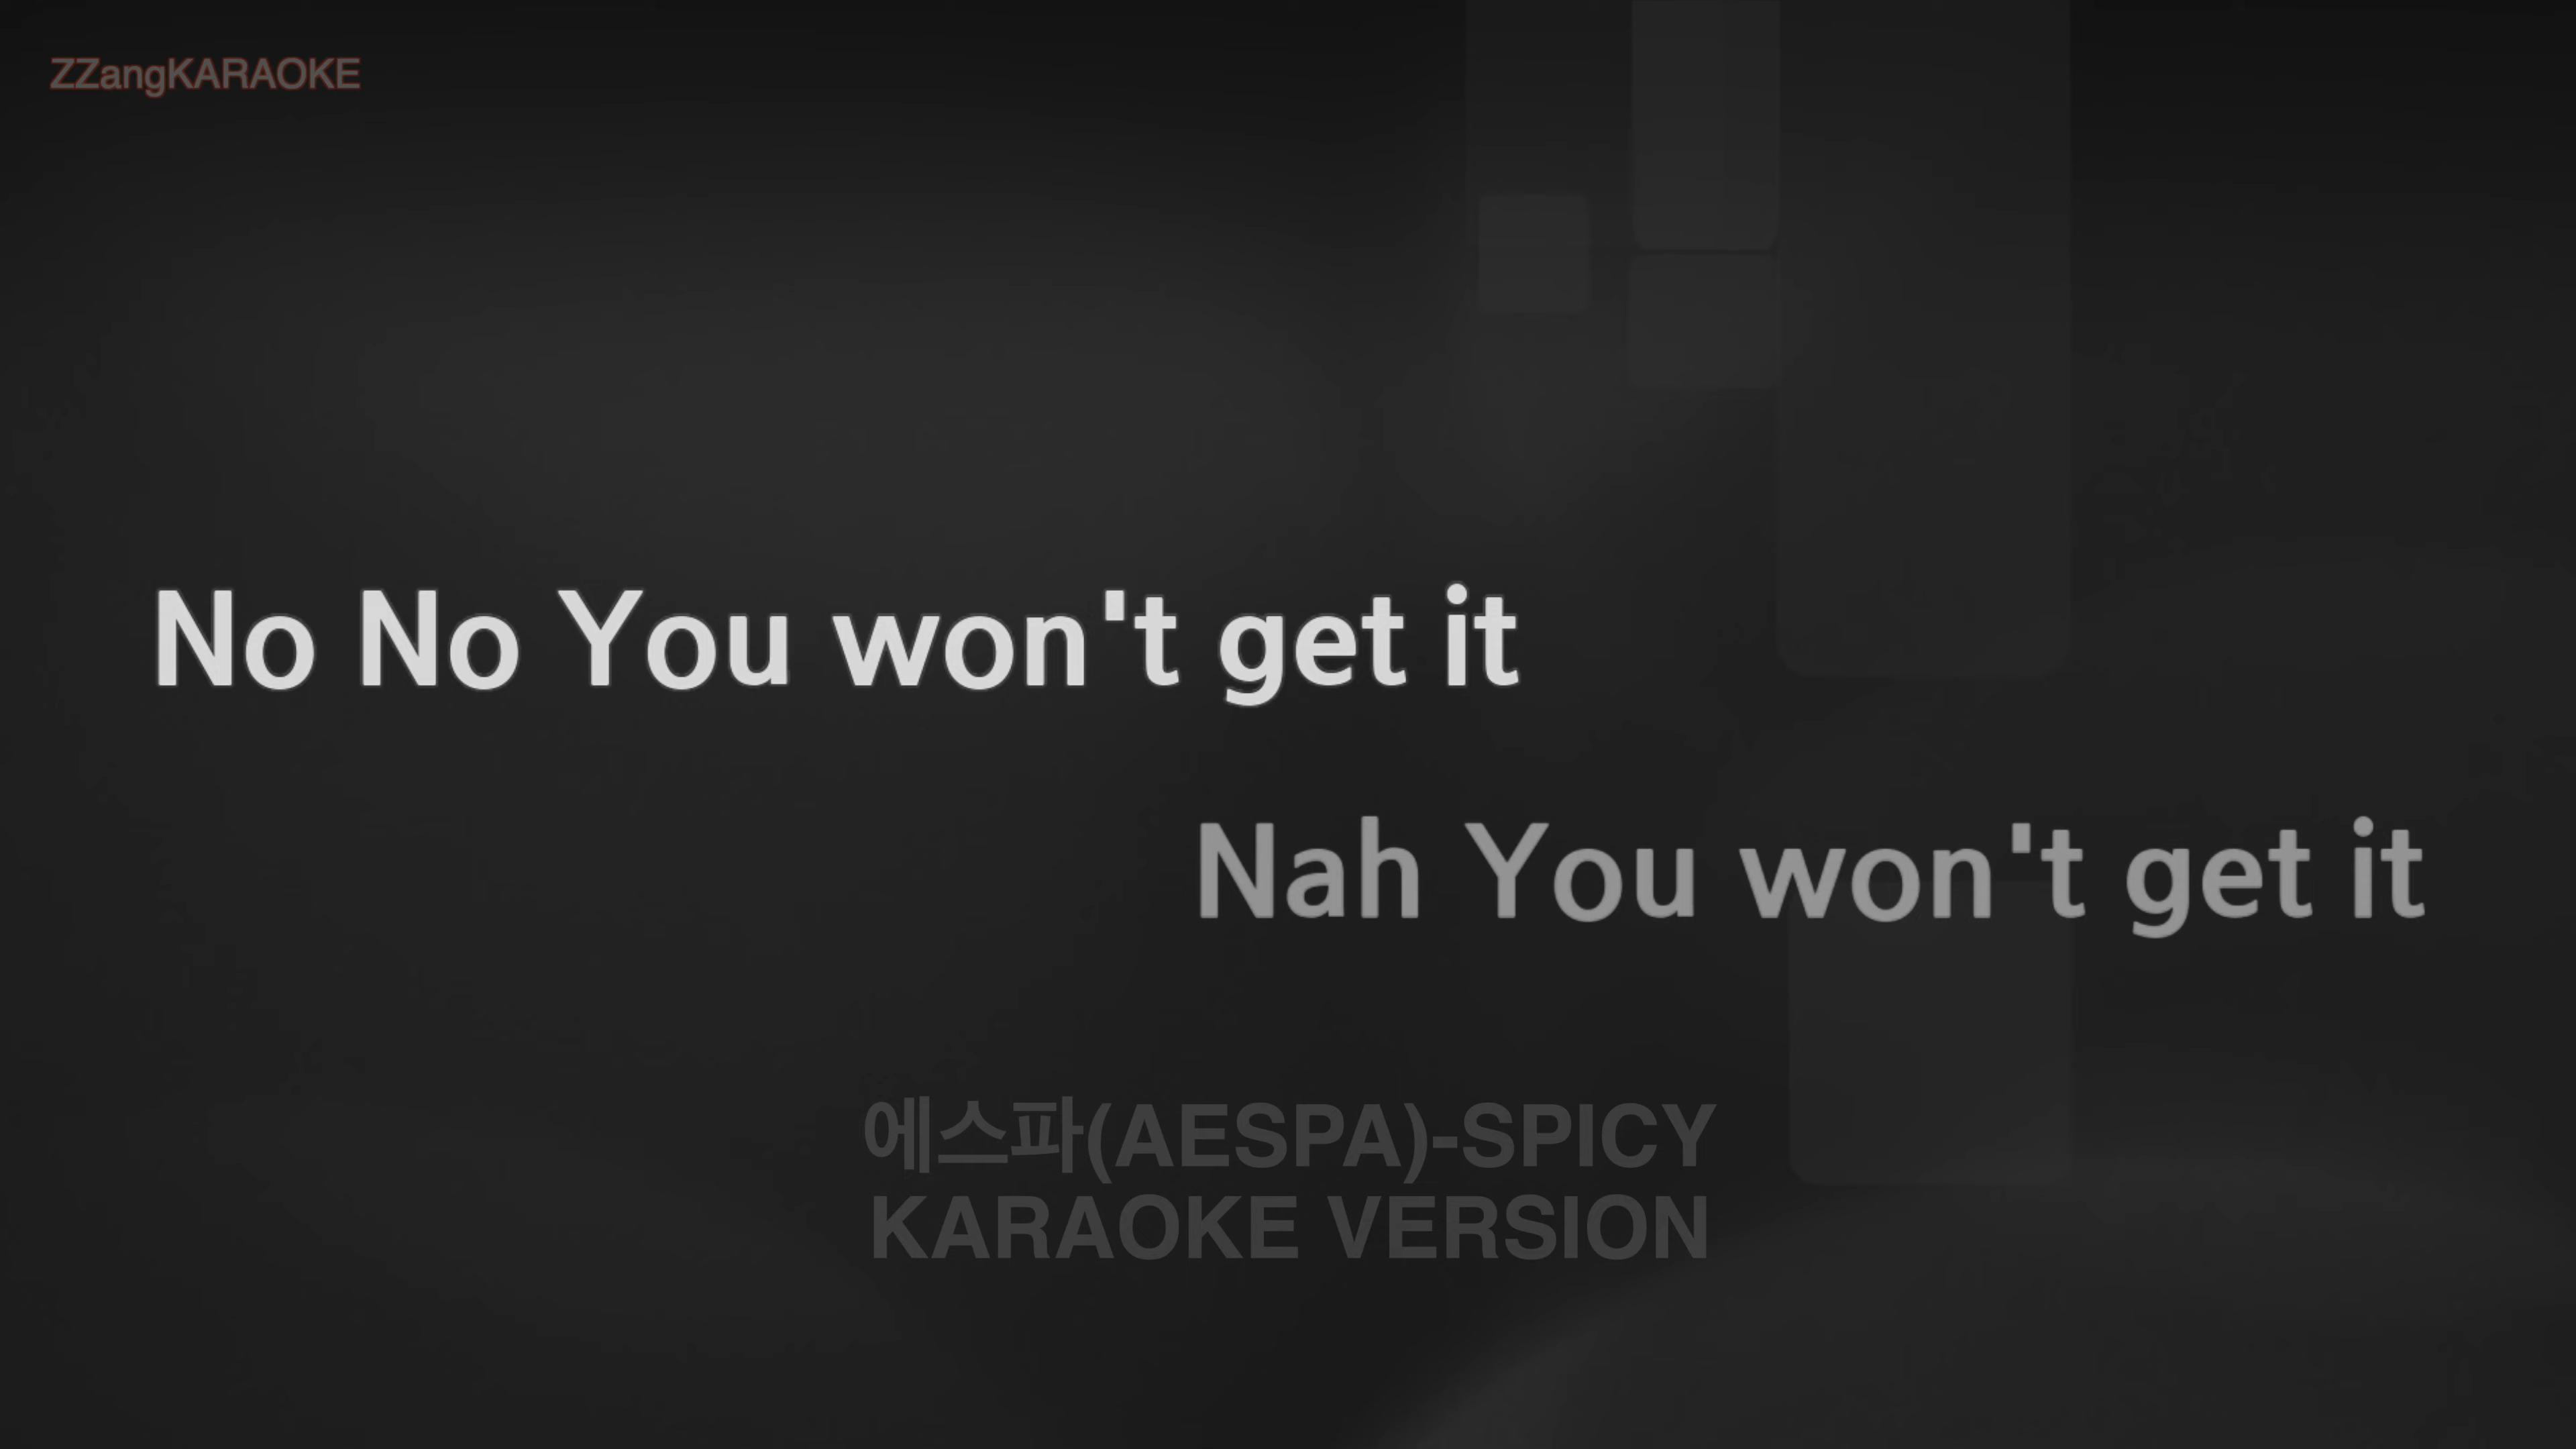 ZZangKARAOKE
No No You won't get it
Nah You won't get it
에스파(AESPA)-SPICY
KARAOKE VERSION